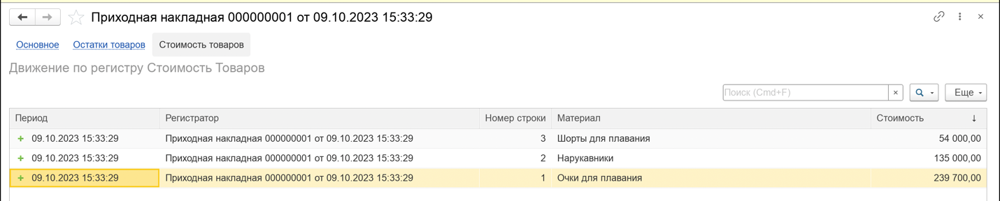 Приходная накладная 000000001 от 09.10.2023 15:33:29
Основное Остатки товаров Стоимость товаров
Движение по регистру Стоимость Товаров
Поиск (Cmd+F) × Еще
Период Регистратор Номер строки Материал Стоимость ↓
+ 09.10.2023 15:33:29 Приходная накладная 000000001 от 09.10.2023 15:33:29 3 Шорты для плавания 54 000,00
+ 09.10.2023 15:33:29 Приходная накладная 000000001 от 09.10.2023 15:33:29 2 Нарукавники 135 000,00
+ 09.10.2023 15:33:29 Приходная накладная 000000001 от 09.10.2023 15:33:29 1 Очки для плавания 239 700,00